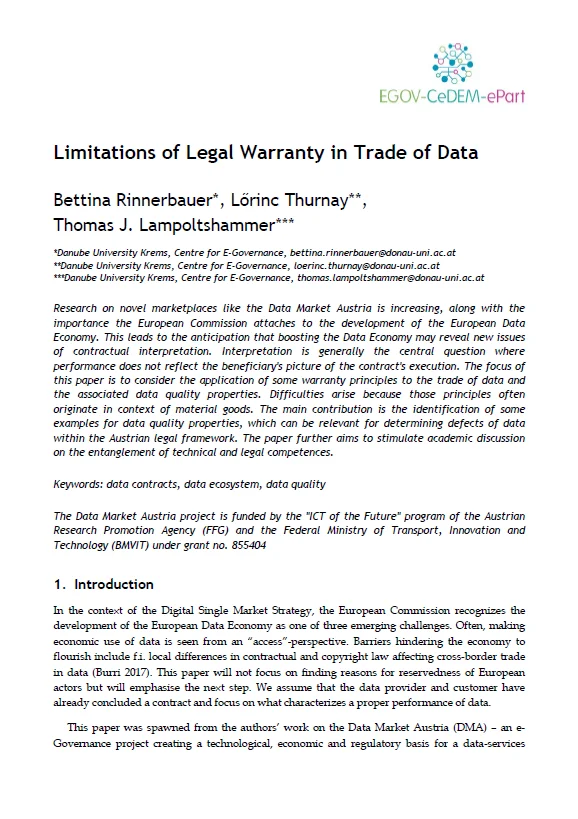 EGOV-CeDEM-ePart
Limitations of Legal Warranty in Trade of Data
Bettina Rinnerbauer*, Lőrinc Thurnay**,
Thomas J. Lampoltshammer***
*Danube University Krems, Centre for E-Governance, bettina.rinnerbauer@donau-uni.ac.at
**Danube University Krems, Centre for E-Governance, loerinc.thurnay@donau-uni.ac.at
***Danube University Krems, Centre for E-Governance, thomas.lampoltshammer@donau-uni.ac.at
Research on novel marketplaces like the Data Market Austria is increasing, along with the
importance the European Commission attaches to the development of the European Data
Economy. This leads to the anticipation that boosting the Data Economy may reveal new issues
of contractual interpretation. Interpretation is generally the central question where
performance does not reflect the beneficiary's picture of the contract's execution. The focus of
this paper is to consider the application of some warranty principles to the trade of data and
the associated data quality properties. Difficulties arise because those principles often
originate in context of material goods. The main contribution is the identification of some
examples for data quality properties, which can be relevant for determining defects of data
within the Austrian legal framework. The paper further aims to stimulate academic discussion
on the entanglement of technical and legal competences.
Keywords: data contracts, data ecosystem, data quality
The Data Market Austria project is funded by the "ICT of the Future" program of the Austrian
Research Promotion Agency (FFG) and the Federal Ministry of Transport, Innovation and
Technology (BMVIT) under grant no. 855404
1. Introduction
In the context of the Digital Single Market Strategy, the European Commission recognizes the
development of the European Data Economy as one of three emerging challenges. Often, making
economic use of data is seen from an “access”-perspective. Barriers hindering the economy to
flourish include f.i. local differences in contractual and copyright law affecting cross-border trade
in data (Burri 2017). This paper will not focus on finding reasons for reservedness of European
actors but will emphasise the next step. We assume that the data provider and customer have
already concluded a contract and focus on what characterizes a proper performance of data.
This paper was spawned from the authors’ work on the Data Market Austria (DMA) – an e-
Governance project creating a technological, economic and regulatory basis for a data-services